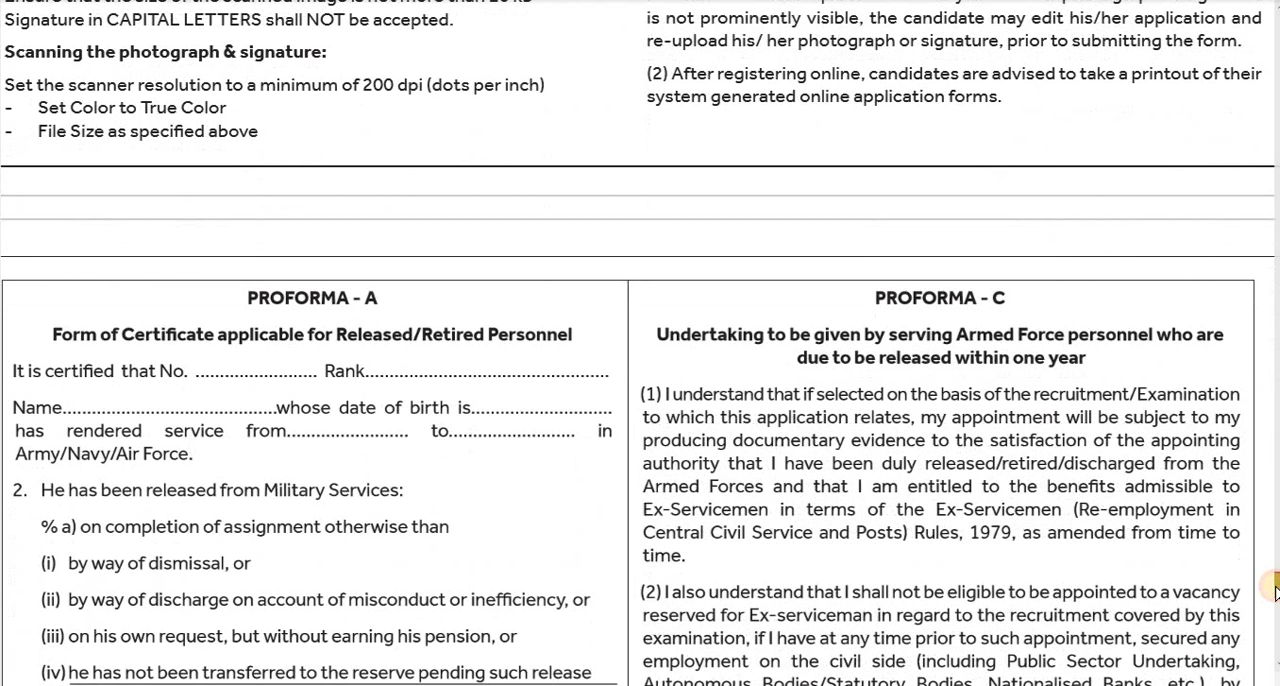 Signature in CAPITAL LETTERS shall NOT be accepted.
Scanning the photograph & signature:
Set the scanner resolution to a minimum of 200 dpi (dots per inch)
- Set Color to True Color
- File Size as specified above
is not prominently visible, the candidate may edit his/her application and
re-upload his/ her photograph or signature, prior to submitting the form.
(2) After registering online, candidates are advised to take a printout of their
system generated online application forms.
PROFORMA - A
Form of Certificate applicable for Released/Retired Personnel
It is certified that No. ........................ Rank.................................................
Name...........................................whose date of birth is............................
has rendered service from......................... to.......................... in
Army/Navy/Air Force.
2. He has been released from Military Services:
% a) on completion of assignment otherwise than
(i) by way of dismissal, or
(ii) by way of discharge on account of misconduct or inefficiency, or
(iii) on his own request, but without earning his pension, or
(iv) he has not been transferred to the reserve pending such release
PROFORMA - C
Undertaking to be given by serving Armed Force personnel who are
due to be released within one year
(1) I understand that if selected on the basis of the recruitment/Examination
to which this application relates, my appointment will be subject to my
producing documentary evidence to the satisfaction of the appointing
authority that I have been duly released/retired/discharged from the
Armed Forces and that I am entitled to the benefits admissible to
Ex-Servicemen in terms of the Ex-Servicemen (Re-employment in
Central Civil Service and Posts) Rules, 1979, as amended from time to
time.
(2) I also understand that I shall not be eligible to be appointed to a vacancy
reserved for Ex-serviceman in regard to the recruitment covered by this
examination, if I have at any time prior to such appointment, secured any
employment on the civil side (including Public Sector Undertaking,
Autonomous Bodies/Statutory Bodies, Nationalised Banks, etc.) by